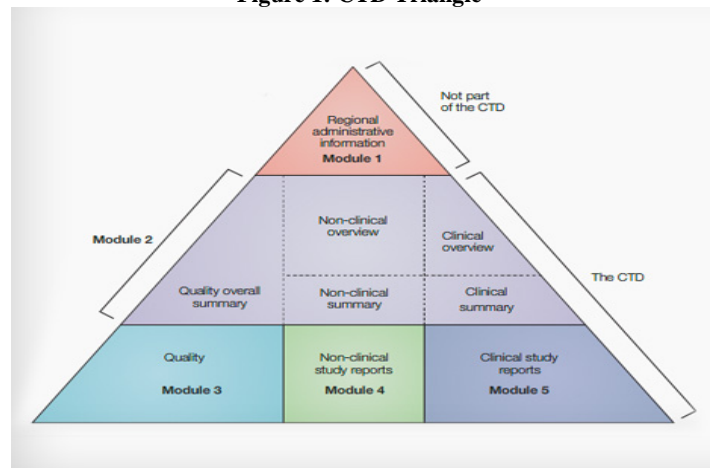 Figure 1: CTD Triangle
Not part
of the CTD
Regional
administrative
information
Module 1
Module 2
Non-clinical
overview
Clinical
overview
The CTD
Quality overall
summary
Non-clinical
summary
Clinical
summary
Quality
Module 3
Non-clinical
study reports
Module 4
Clinical study
reports
Module 5